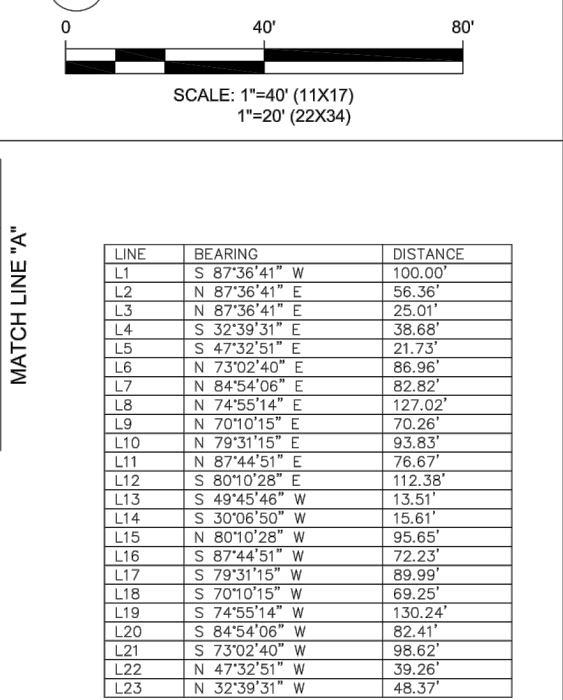 0 40' 80'
SCALE: 1"=40' (11X17)
1"=20' (22X34)
MATCH LINE "A"
LINE BEARING DISTANCE
L1 S 87°36'41" W 100.00'
L2 N 87°36'41" E 56.36'
L3 N 87°36'41" E 25.01'
L4 S 32°39'31" E 38.68'
L5 S 47°32'51" E 21.73'
L6 N 73°02'40" E 86.96'
L7 N 84°54'06" E 82.82'
L8 N 74°55'14" E 127.02'
L9 N 70°10'15" E 70.26'
L10 N 79°31'15" E 93.83'
L11 N 87°44'51" E 76.67'
L12 S 80°10'28" E 112.38'
L13 S 49°45'46" W 13.51'
L14 S 30°06'50" W 15.61'
L15 N 80°10'28" W 95.65'
L16 S 87°44'51" W 72.23'
L17 S 79°31'15" W 89.99'
L18 S 70°10'15" W 69.25'
L19 S 74°55'14" W 130.24'
L20 S 84°54'06" W 82.41'
L21 S 73°02'40" W 98.62'
L22 N 47°32'51" W 39.26'
L23 N 32°39'31" W 48.37'